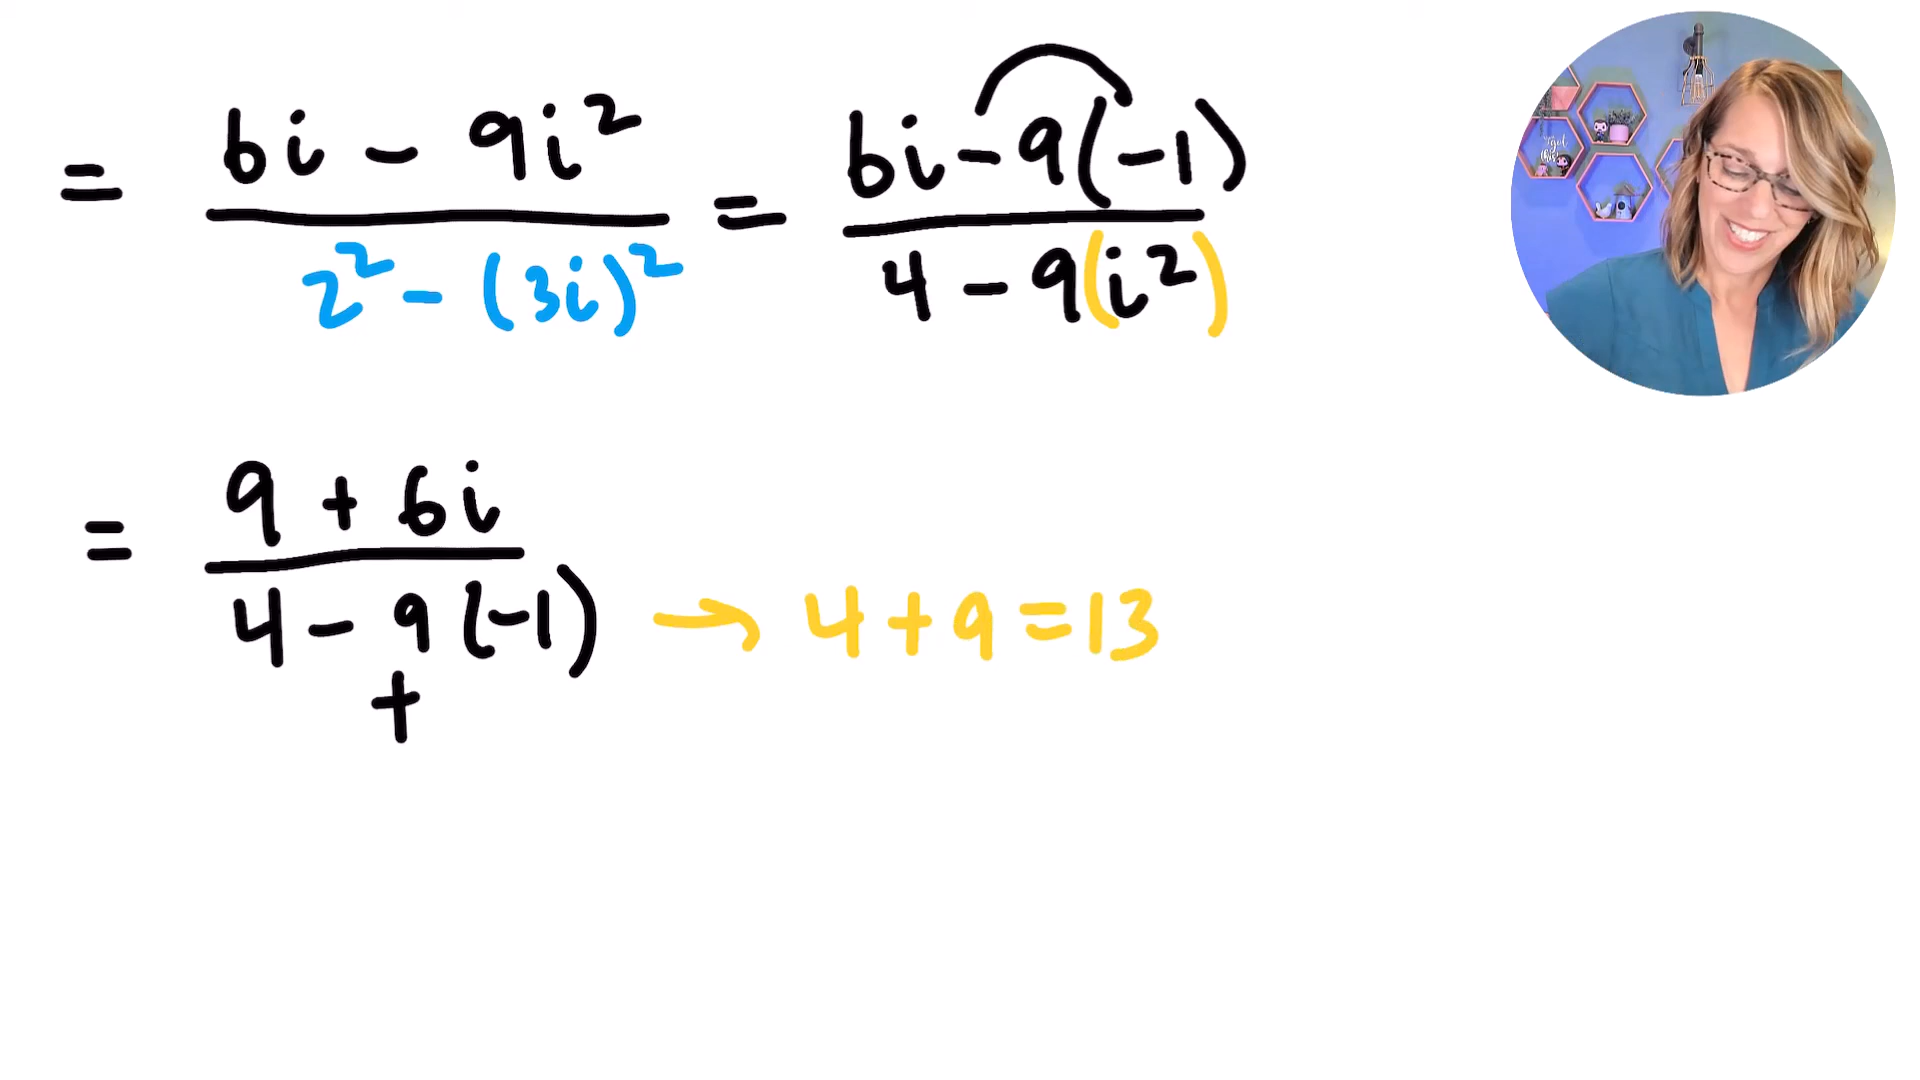 = 6i - 9i² / 2² - (3i)² = 6i - 9(-1) / 4 - 9(i²)
= 9 + 6i / 4 - 9(-1) → 4 + 9 = 13
+